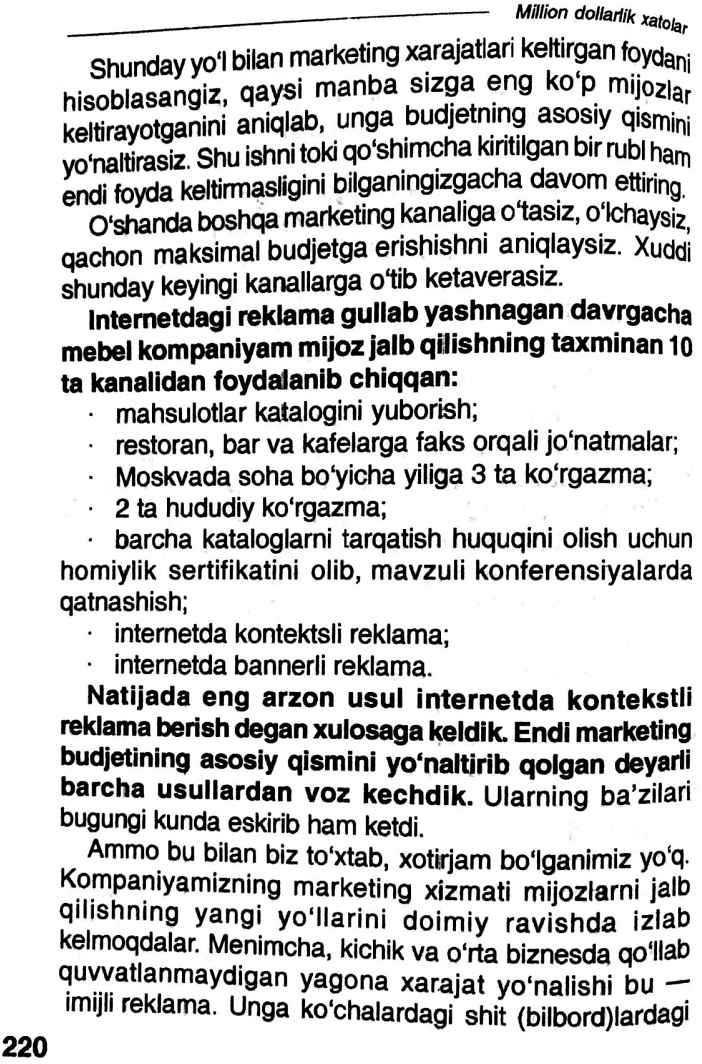 Million dollarlik xatolar
Shunday yo‘l bilan marketing xarajatlari keltirgan foydani
hisoblasangiz, qaysi manba sizga eng ko‘p mijozlar
keltirayotganini aniqlab, unga budjetning asosiy qismini
yo‘naltirasiz. Shu ishni toki qo‘shimcha kiritilgan bir rubl ham
endi foyda keltirmasligini bilganingizgacha davom ettiring.
O‘shanda boshqa marketing kanaliga o‘tasiz, o‘lchaysiz,
qachon maksimal budjetga erishishni aniqlaysiz. Xuddi
shunday keyingi kanallarga o‘tib ketaverasiz.
Internetdagi reklama gullab yashnagan davrgacha
mebel kompaniyam mijoz jalb qilishning taxminan 10
ta kanalidan foydalanib chiqqan:
· mahsulotlar katalogini yuborish;
· restoran, bar va kafelarga faks orqali jo‘natmalar;
· Moskvada soha bo‘yicha yiliga 3 ta ko‘rgazma;
· 2 ta hududiy ko‘rgazma;
· barcha kataloglarni tarqatish huquqini olish uchun
homiylik sertifikatini olib, mavzuli konferensiyalarda
qatnashish;
· internetda kontektsli reklama;
· internetda bannerli reklama.
Natijada eng arzon usul internetda kontekstli
reklama berish degan xulosaga keldik. Endi marketing
budjetining asosiy qismini yo‘naltirib qolgan deyarli
barcha usullardan voz kechdik. Ularning ba’zilari
bugungi kunda eskirib ham ketdi.
Ammo bu bilan biz to‘xtab, xotirjam bo‘lganimiz yo‘q.
Kompaniyamizning marketing xizmati mijozlarni jalb
qilishning yangi yo‘llarini doimiy ravishda izlab
kelmoqdalar. Menimcha, kichik va o‘rta biznesda qo‘llab
quvvatlanmaydigan yagona xarajat yo‘nalishi bu —
imijli reklama. Unga ko‘chalardagi shit (bilbord)lardagi
220